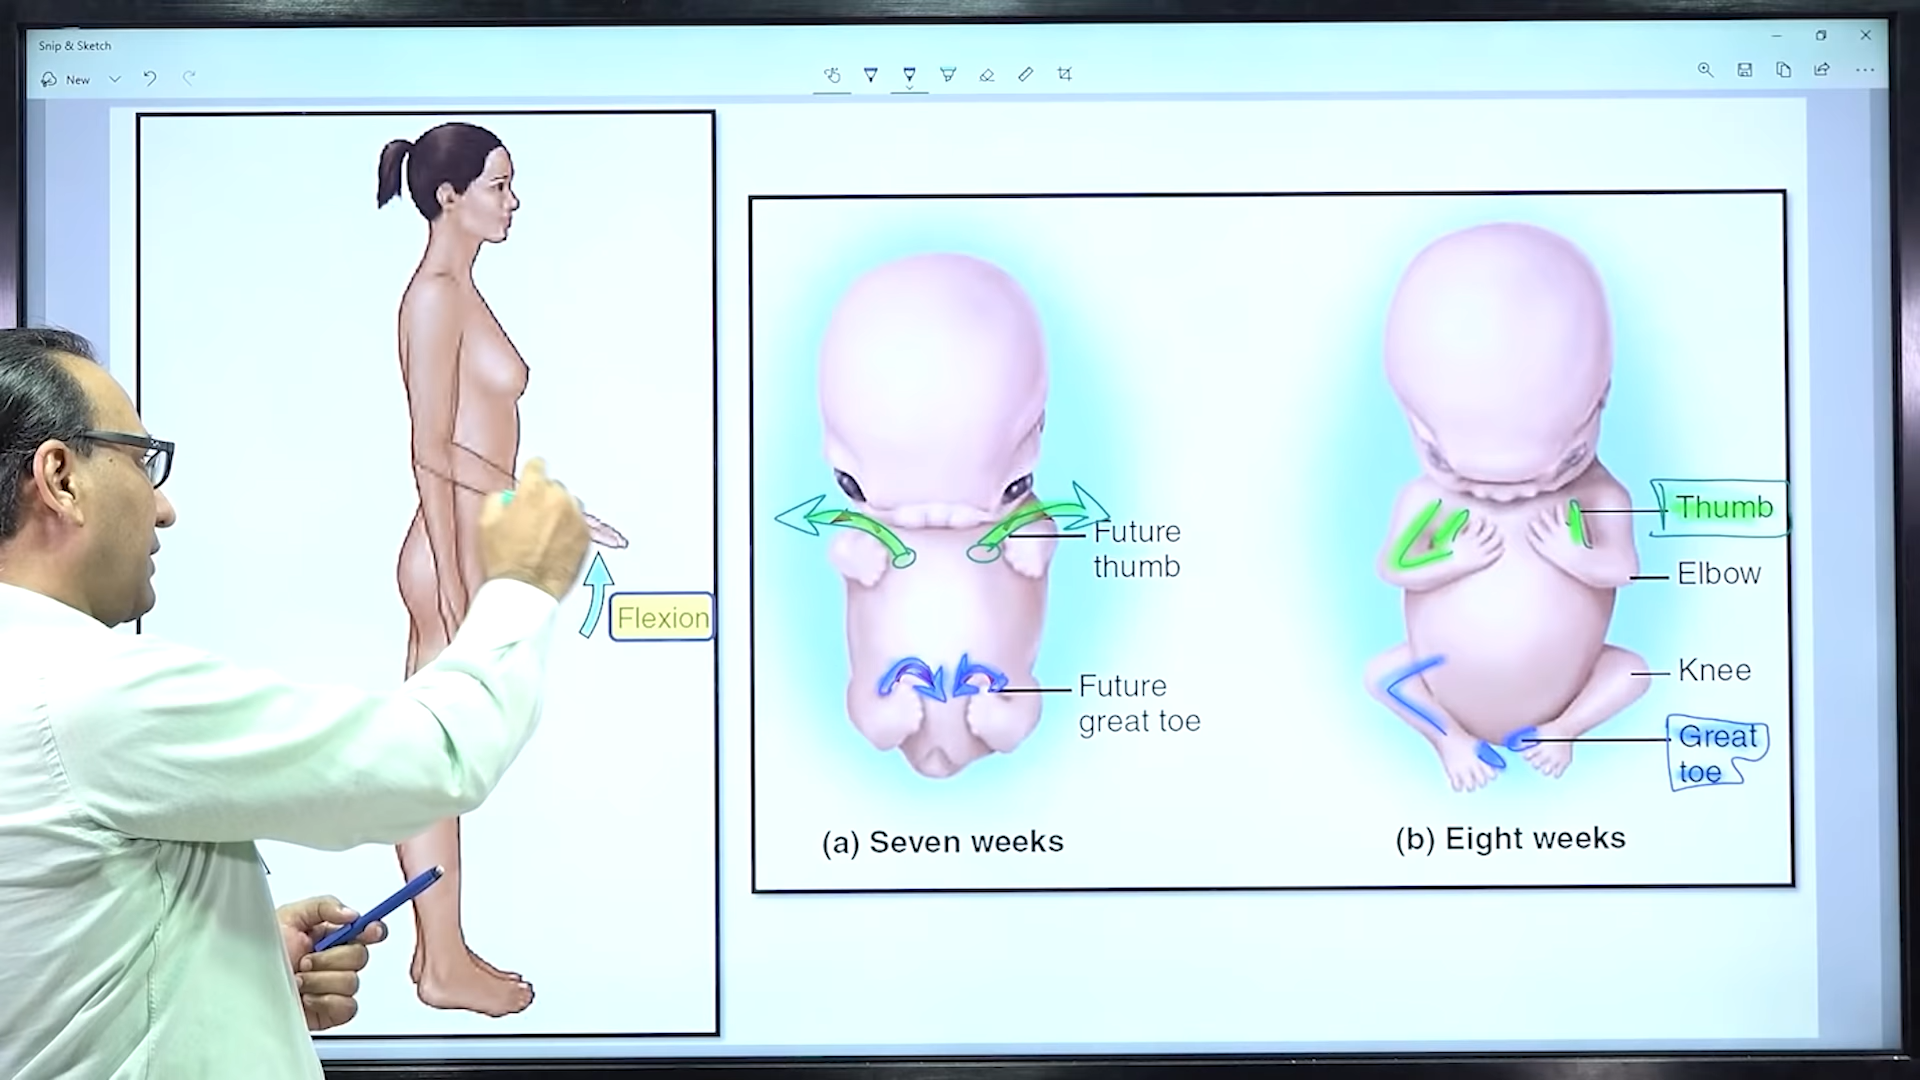 Snip & Sketch
New
Flexion
Future
thumb
Future
great toe
(a) Seven weeks
Thumb
Elbow
Knee
Great
toe
(b) Eight weeks